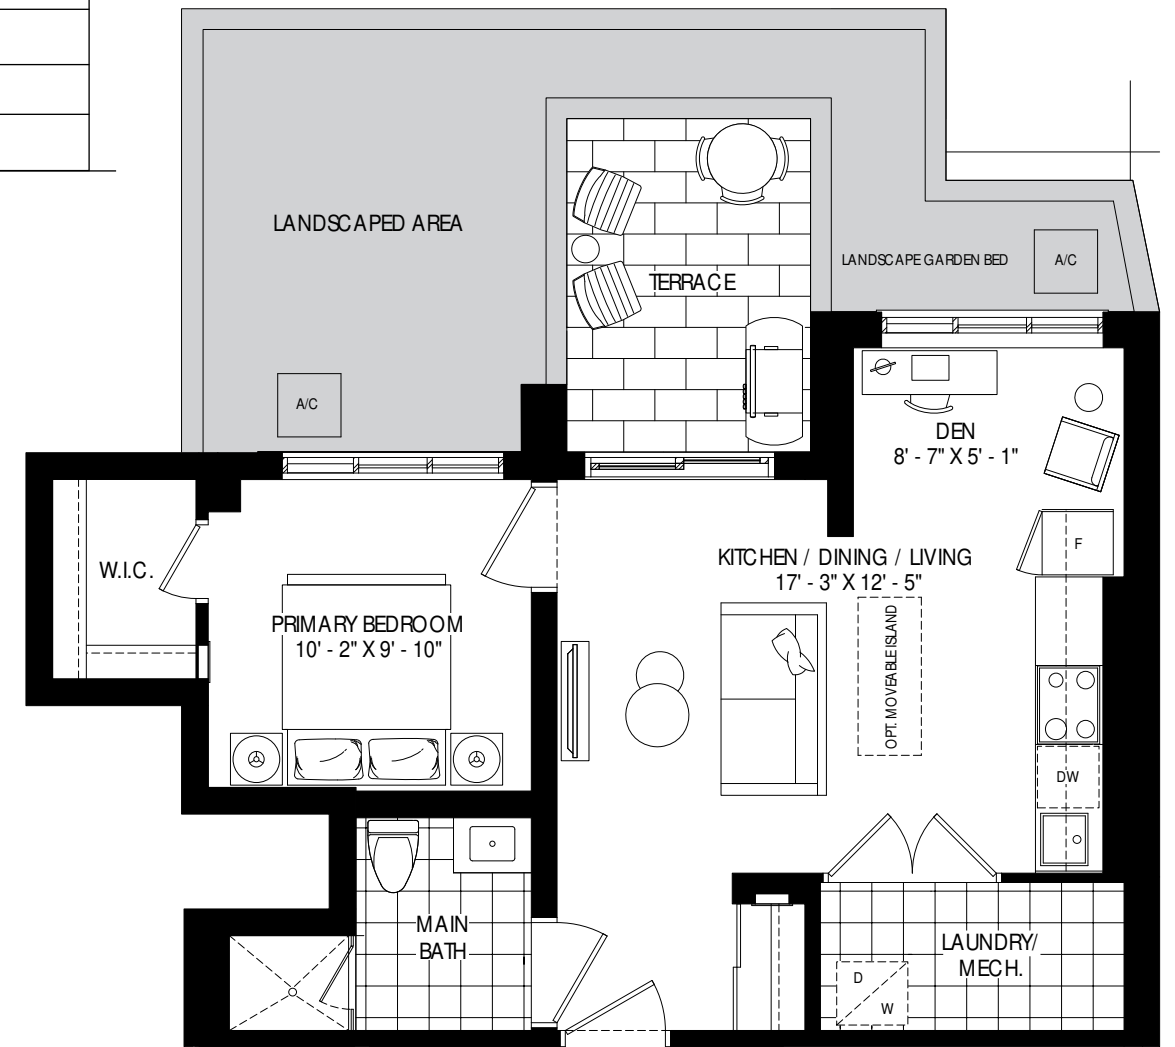 LANDSCAPED AREA
LANDSCAPE GARDEN BED
A/C
TERRACE
A/C
DEN
8' - 7" X 5' - 1"
F
KITCHEN / DINING / LIVING
17' - 3" X 12' - 5"
W.I.C.
PRIMARY BEDROOM
10' - 2" X 9' - 10"
OPT. MOVEABLE ISLAND
DW
MAIN
BATH
LAUNDRY/
MECH.
D
W